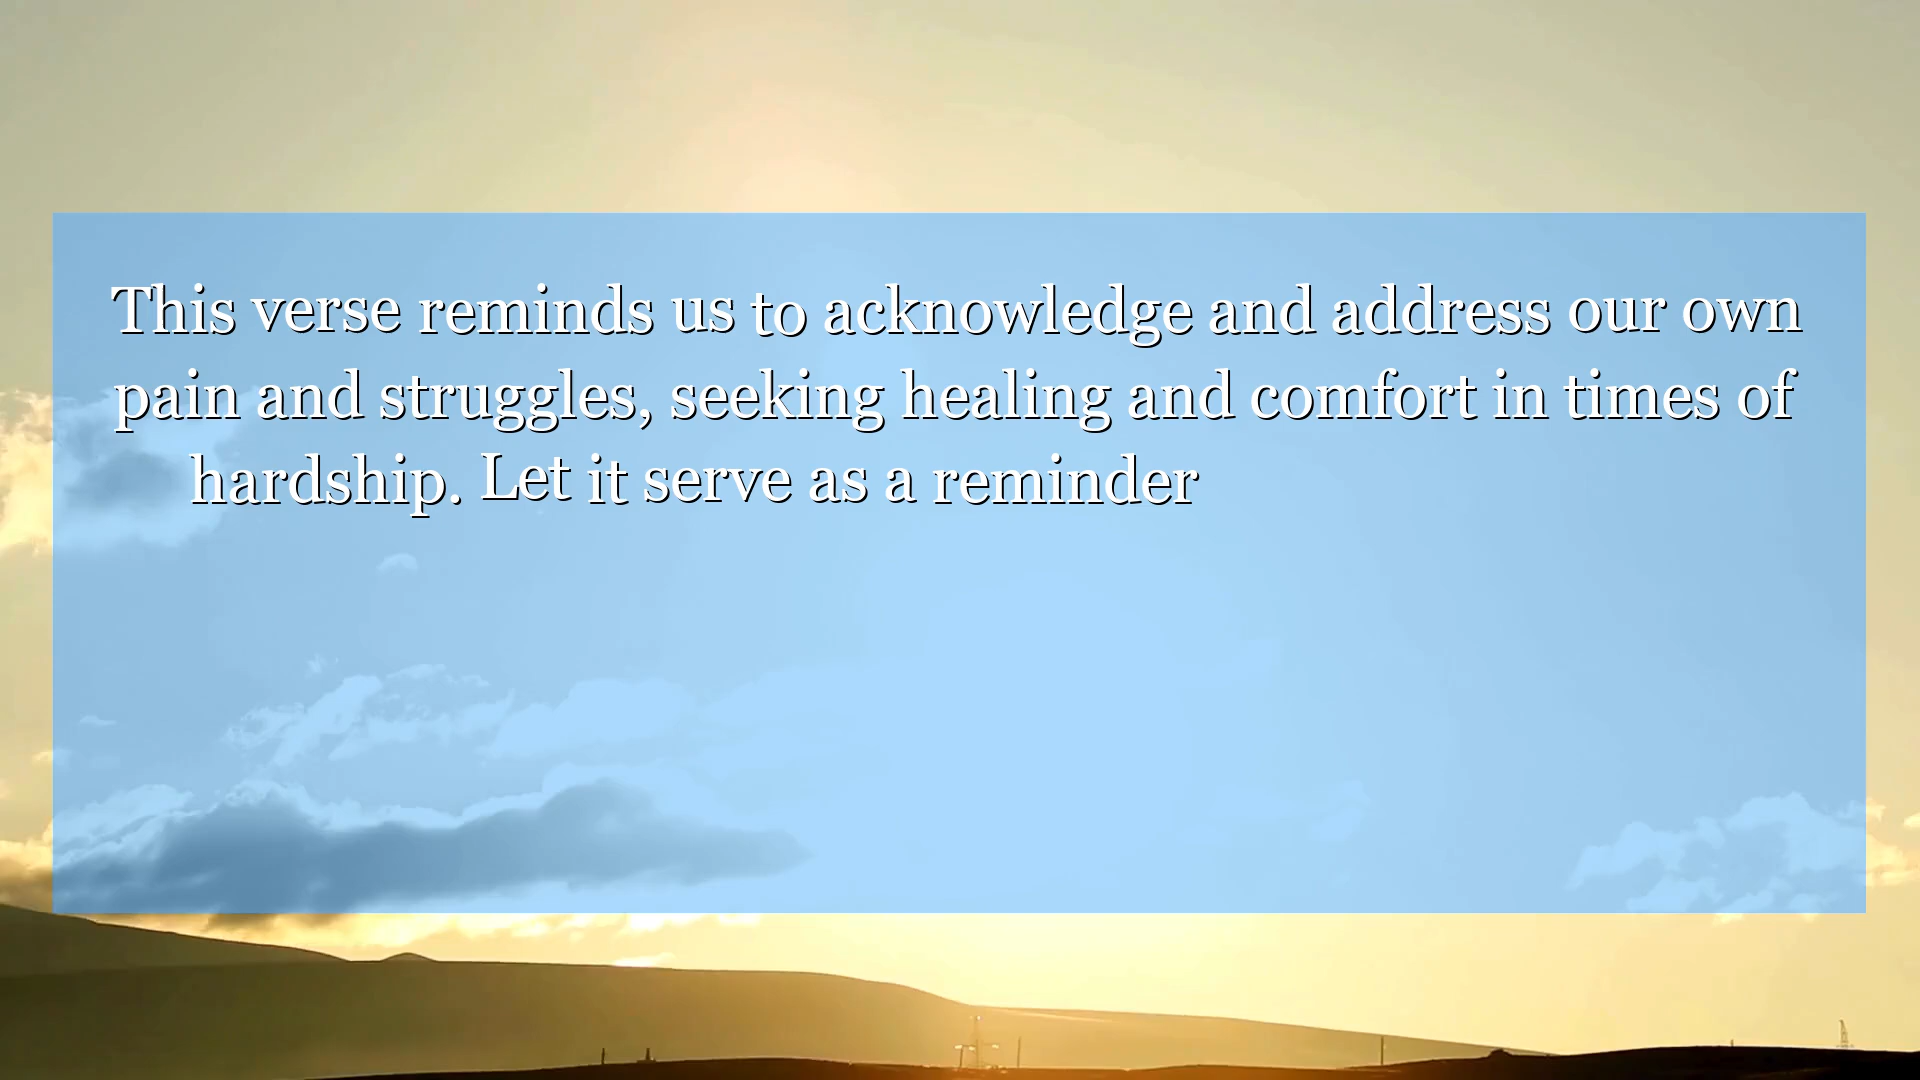 This verse reminds us to acknowledge and address our own
pain and struggles, seeking healing and comfort in times of
hardship. Let it serve as a reminder